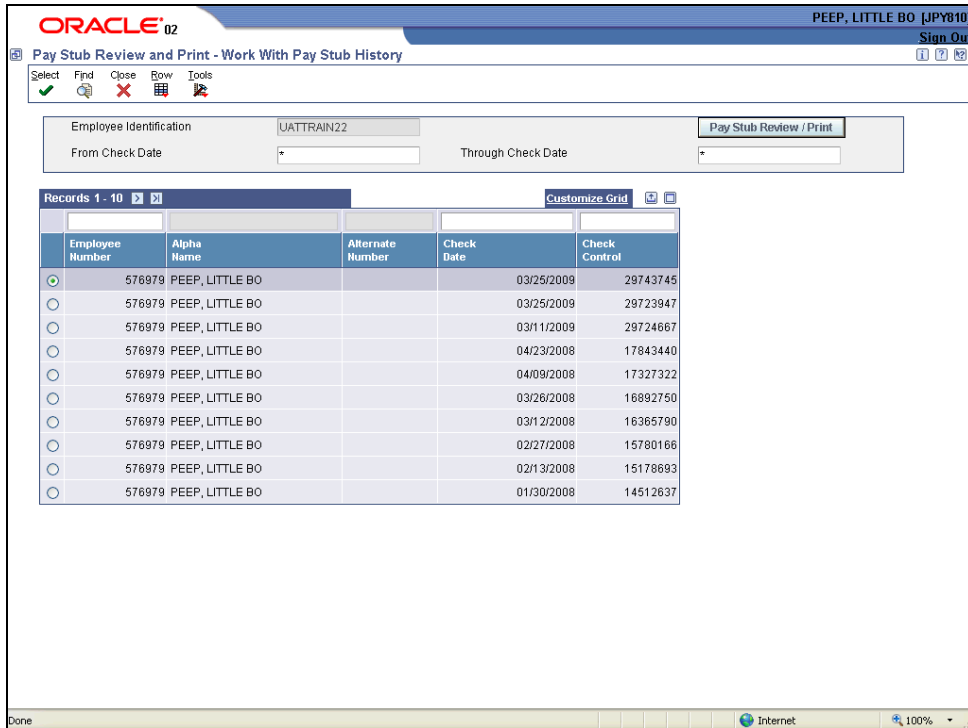 ORACLE 02
PEEP, LITTLE BO [JPY810
Sign Ou
Pay Stub Review and Print - Work With Pay Stub History
Select Find Close Row Tools
Employee Identification UATTRAIN22 Pay Stub Review / Print
From Check Date * Through Check Date *
Records 1 - 10 Customize Grid
Employee Number Alpha Name Alternate Number Check Date Check Control
576979 PEEP, LITTLE BO 03/25/2009 29743745
576979 PEEP, LITTLE BO 03/25/2009 29723947
576979 PEEP, LITTLE BO 03/11/2009 29724667
576979 PEEP, LITTLE BO 04/23/2008 17843440
576979 PEEP, LITTLE BO 04/09/2008 17327322
576979 PEEP, LITTLE BO 03/26/2008 16892750
576979 PEEP, LITTLE BO 03/12/2008 16365790
576979 PEEP, LITTLE BO 02/27/2008 15780166
576979 PEEP, LITTLE BO 02/13/2008 15178693
576979 PEEP, LITTLE BO 01/30/2008 14512637
Done Internet 100%